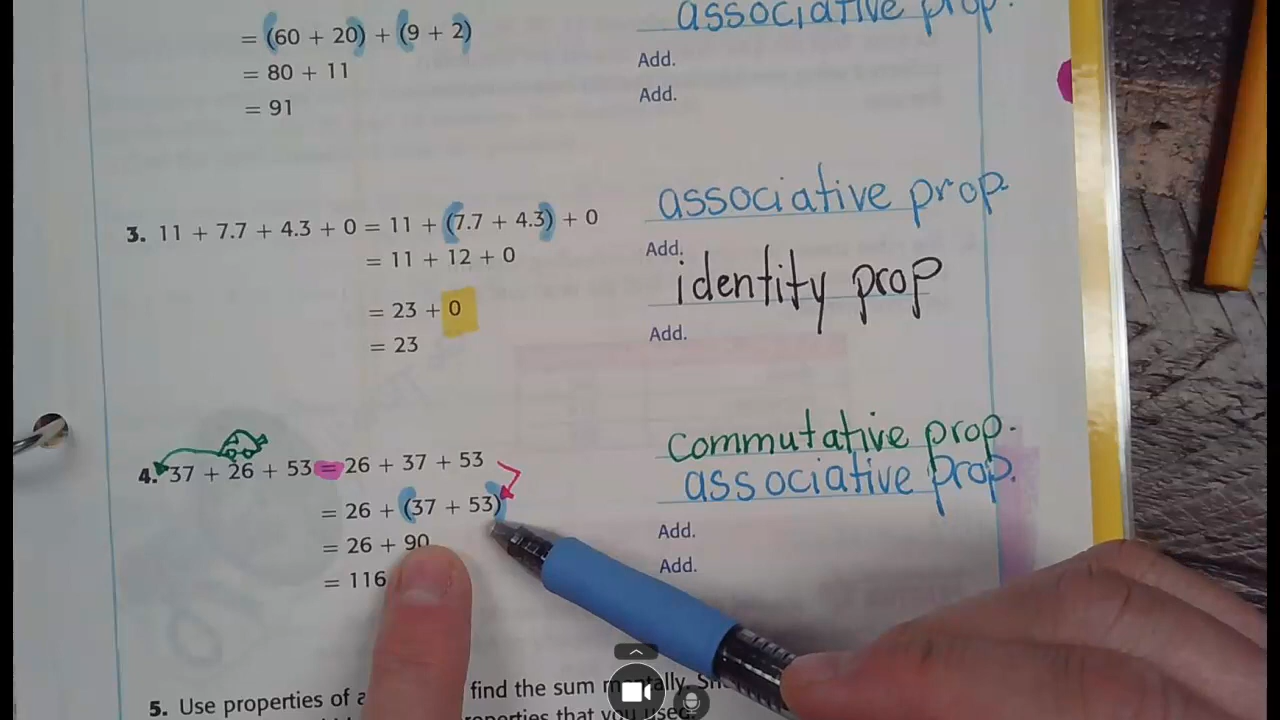 associative prop.
= (60 + 20) + (9 + 2)
= 80 + 11 Add.
= 91 Add.
3. 11 + 7.7 + 4.3 + 0 = 11 + (7.7 + 4.3) + 0 associative prop
= 11 + 12 + 0 Add.
= 23 + 0 identity prop
= 23 Add.
4. 37 + 26 + 53 = 26 + 37 + 53 commutative prop.
= 26 + (37 + 53) associative prop.
= 26 + 90 Add.
= 116 Add.
5. Use properties of a find the sum mentally.
that you used.